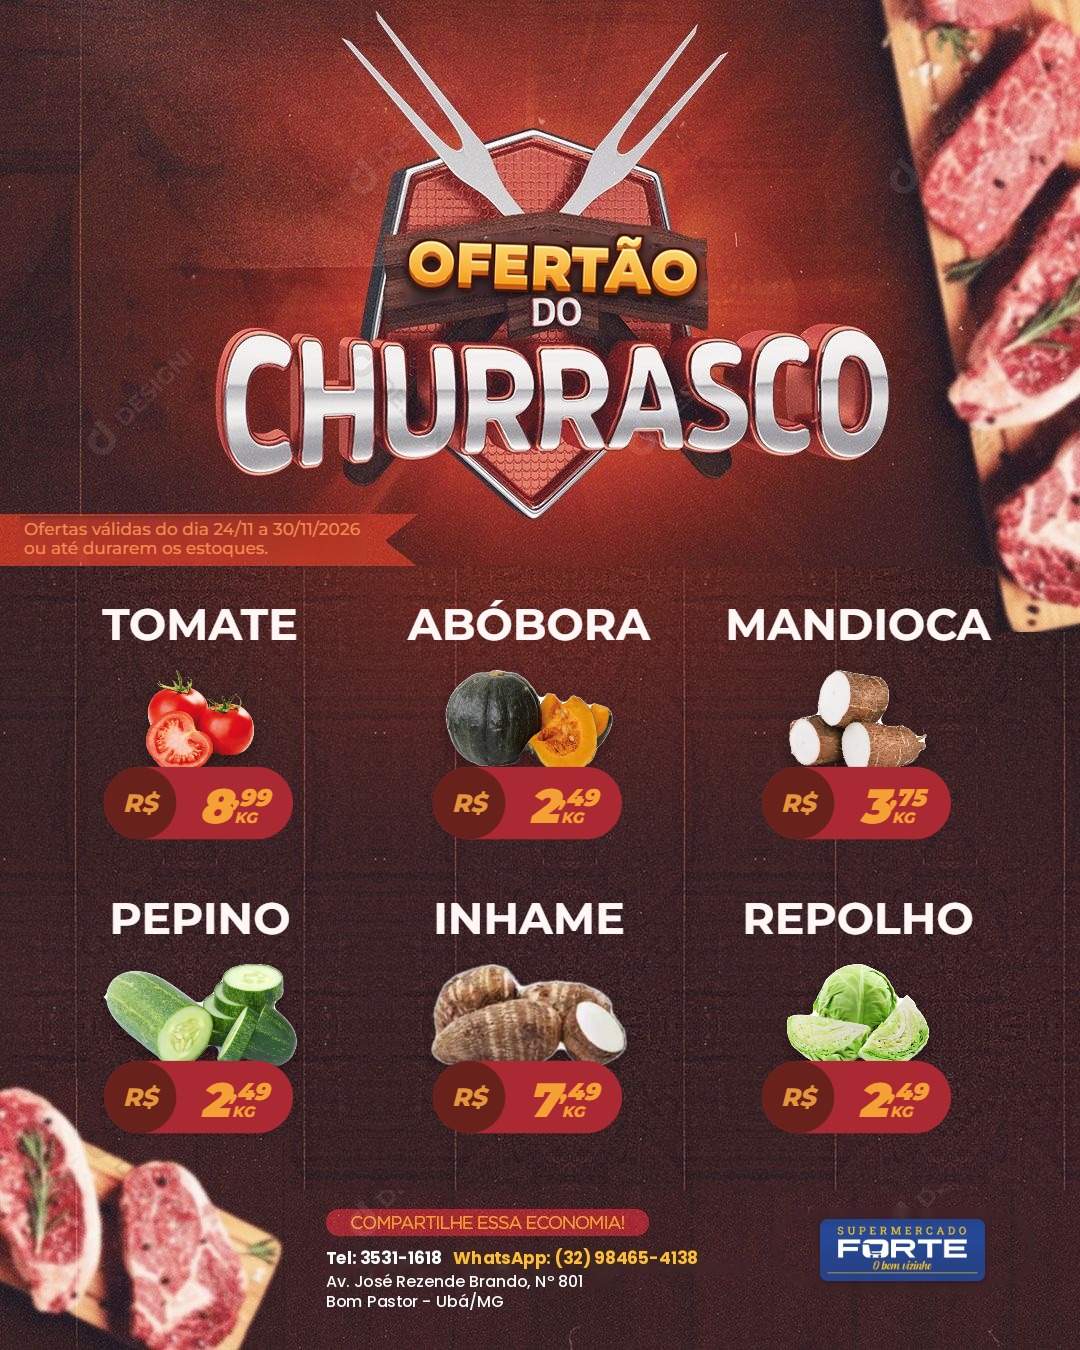 OFERTÃO
DO
CHURRASCO
Ofertas válidas do dia 24/11 a 30/11/2026
ou até durarem os estoques.
TOMATE
R$ 8,99 KG
ABÓBORA
R$ 2,49 KG
MANDIOCA
R$ 3,75 KG
PEPINO
R$ 2,49 KG
INHAME
R$ 7,49 KG
REPOLHO
R$ 2,49 KG
COMPARTILHE ESSA ECONOMIA!
Tel: 3531-1618 WhatsApp: (32) 98465-4138
Av. José Rezende Brando, Nº 801
Bom Pastor - Ubá/MG
SUPERMERCADO
FORTE
O bom vizinho
DESIGNI